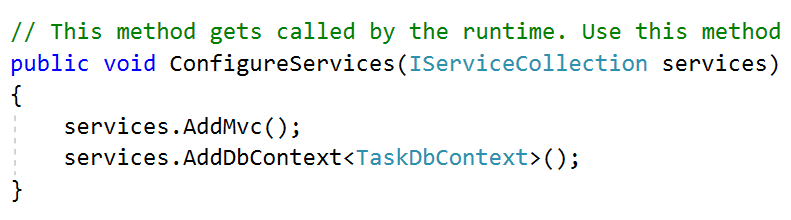 // This method gets called by the runtime. Use this method
public void ConfigureServices(IServiceCollection services)
{
    services.AddMvc();
    services.AddDbContext<TaskDbContext>();
}